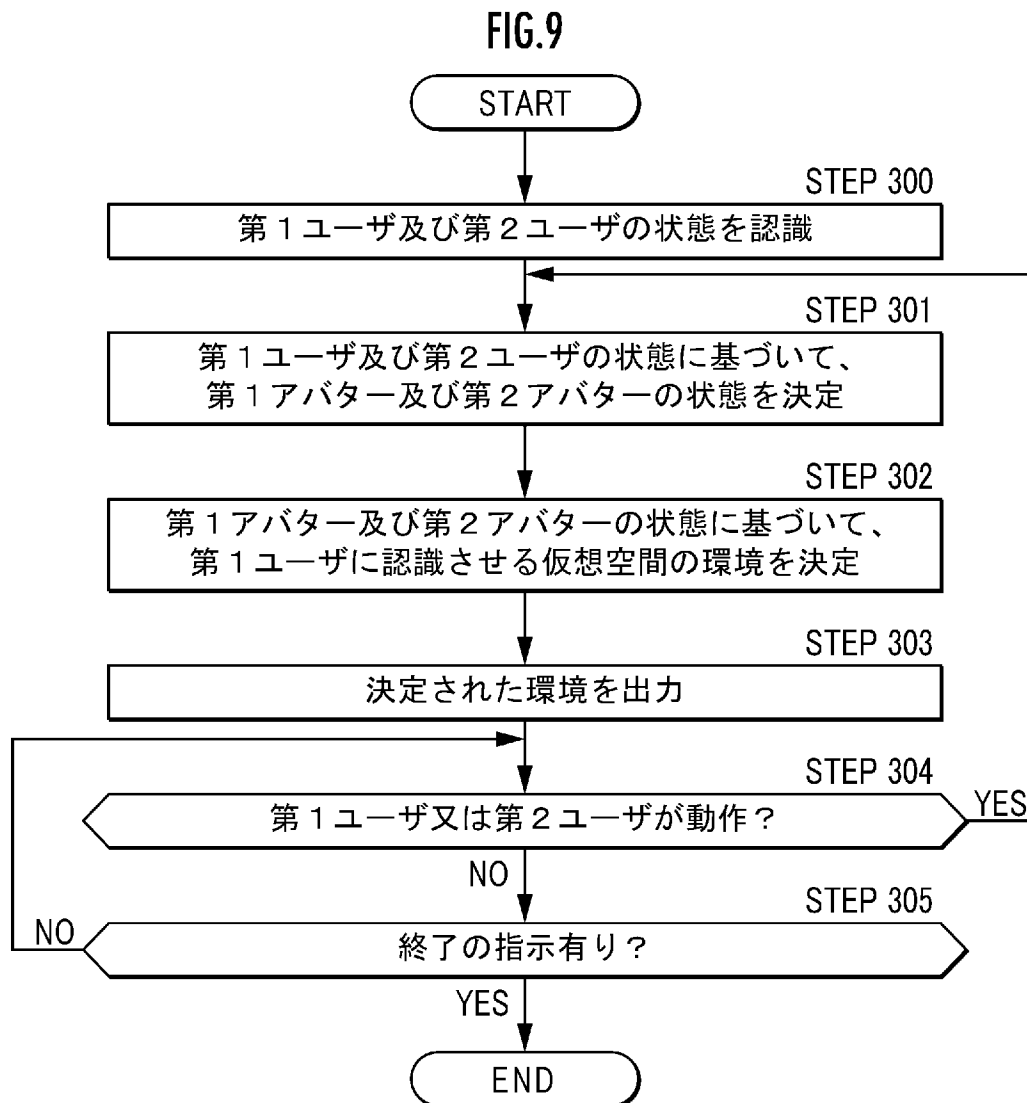 FIG.9
START
STEP 300
第１ユーザ及び第２ユーザの状態を認識
STEP 301
第１ユーザ及び第２ユーザの状態に基づいて、
第１アバター及び第２アバターの状態を決定
STEP 302
第１アバター及び第２アバターの状態に基づいて、
第１ユーザに認識させる仮想空間の環境を決定
STEP 303
決定された環境を出力
STEP 304
第１ユーザ又は第２ユーザが動作？
YES
NO
STEP 305
終了の指示有り？
NO
YES
END